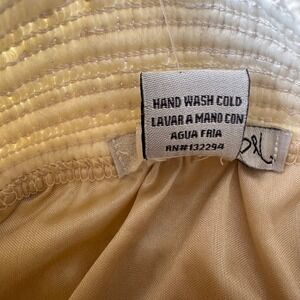 HAND WASH COLD
LAVAR A MANO CON
AGUA FRIA
RN#132294